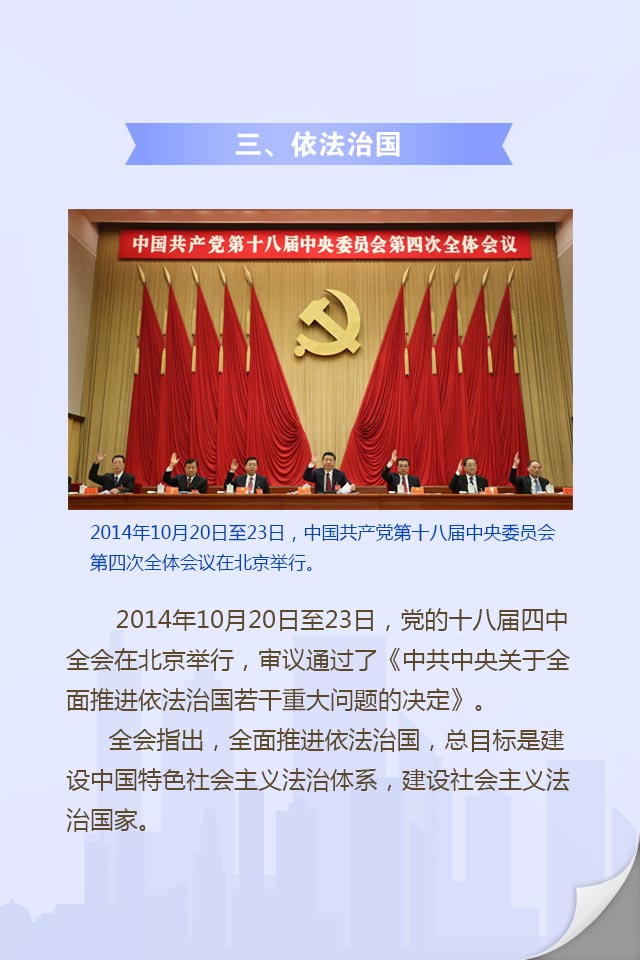 三、依法治国
中国共产党第十八届中央委员会第四次全体会议
2014年10月20日至23日，中国共产党第十八届中央委员会
第四次全体会议在北京举行。
2014年10月20日至23日，党的十八届四中
全会在北京举行，审议通过了《中共中央关于全
面推进依法治国若干重大问题的决定》。
全会指出，全面推进依法治国，总目标是建
设中国特色社会主义法治体系，建设社会主义法
治国家。